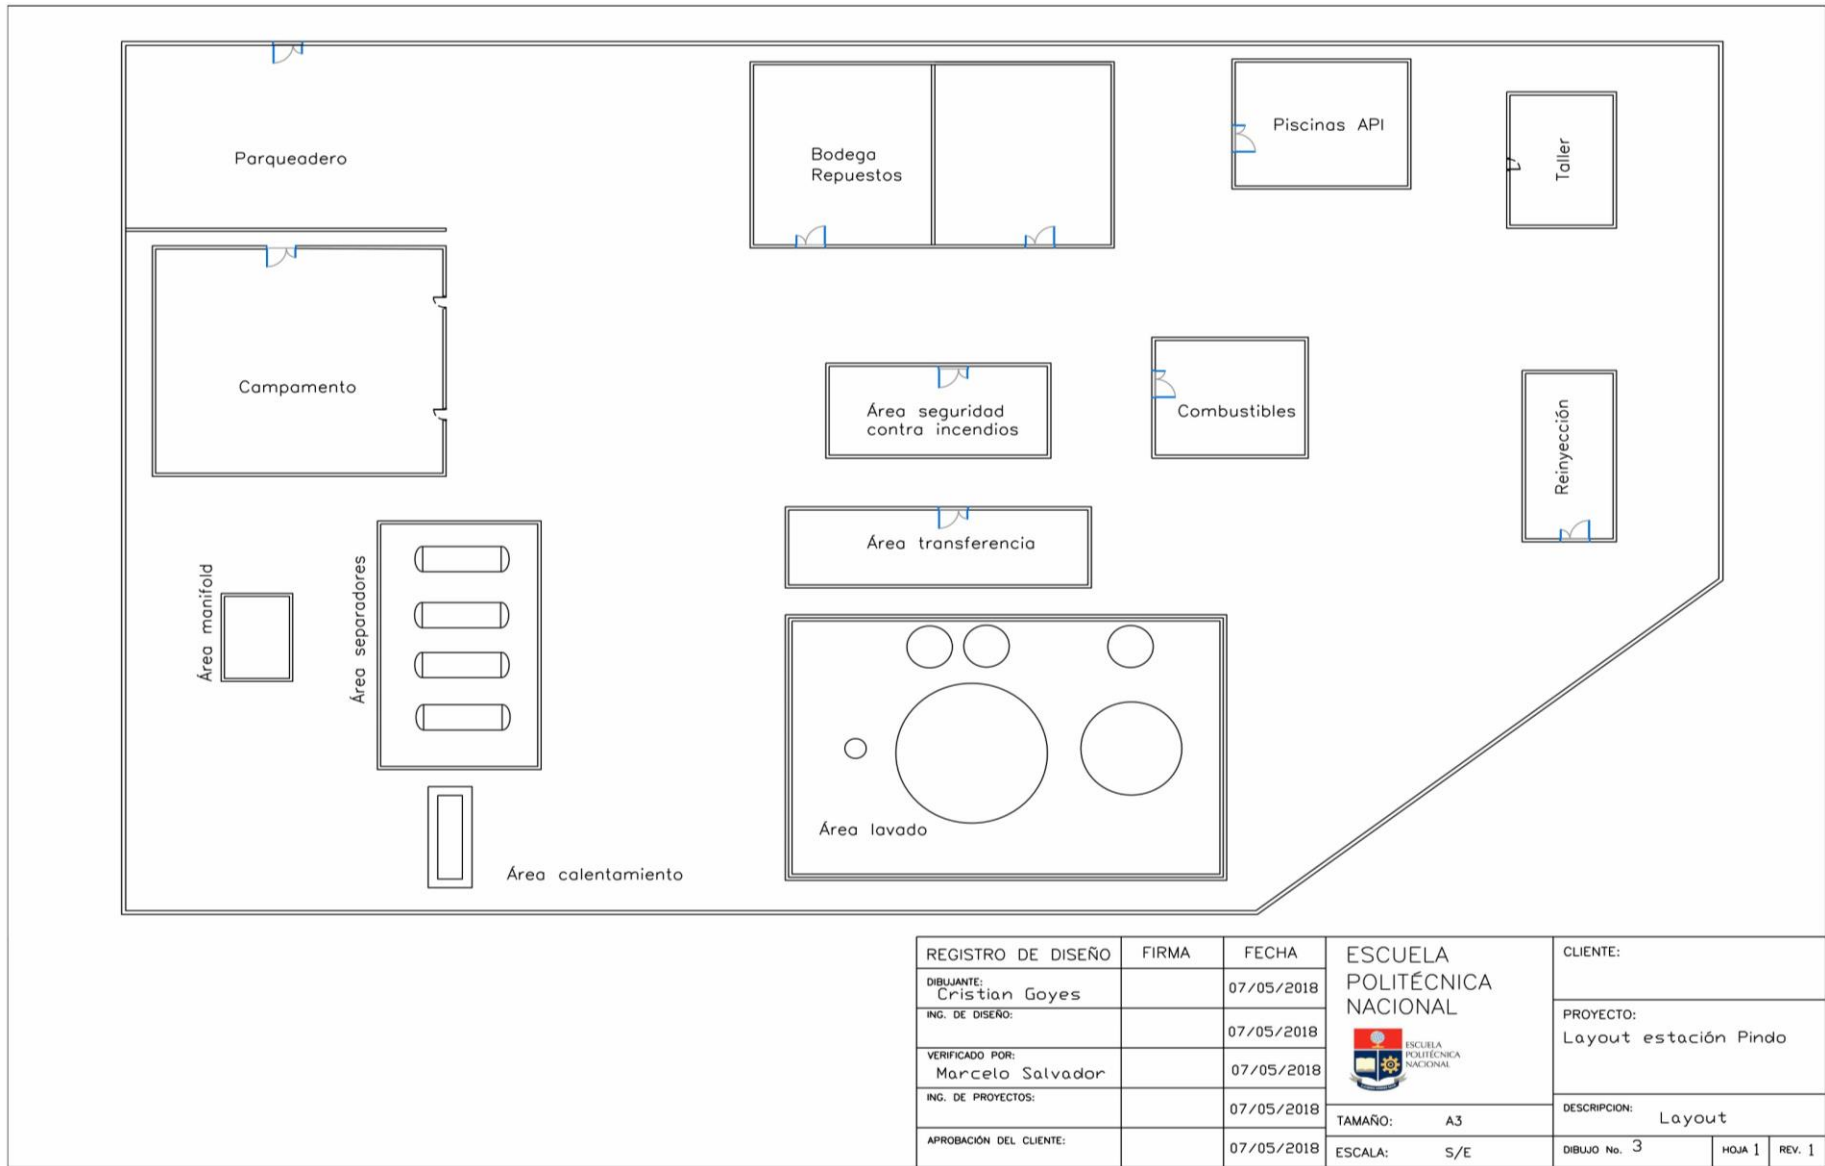 Parqueadero
Bodega
Repuestos
Piscinas API
Taller
Campamento
Área seguridad
contra incendios
Combustibles
Reinyección
Área transferencia
Área manifold
Área separadores
Área lavado
Área calentamiento
REGISTRO DE DISEÑO
FIRMA
FECHA
DIBUJANTE:
Cristian Goyes
07/05/2018
ING. DE DISEÑO:
07/05/2018
VERIFICADO POR:
Marcelo Salvador
07/05/2018
ING. DE PROYECTOS:
07/05/2018
APROBACIÓN DEL CLIENTE:
07/05/2018
ESCUELA
POLITÉCNICA
NACIONAL
ESCUELA
POLITÉCNICA
NACIONAL
TAMAÑO: A3
ESCALA: S/E
CLIENTE:
PROYECTO:
Layout estación Pindo
DESCRIPCION: Layout
DIBUJO No. 3
HOJA 1
REV. 1